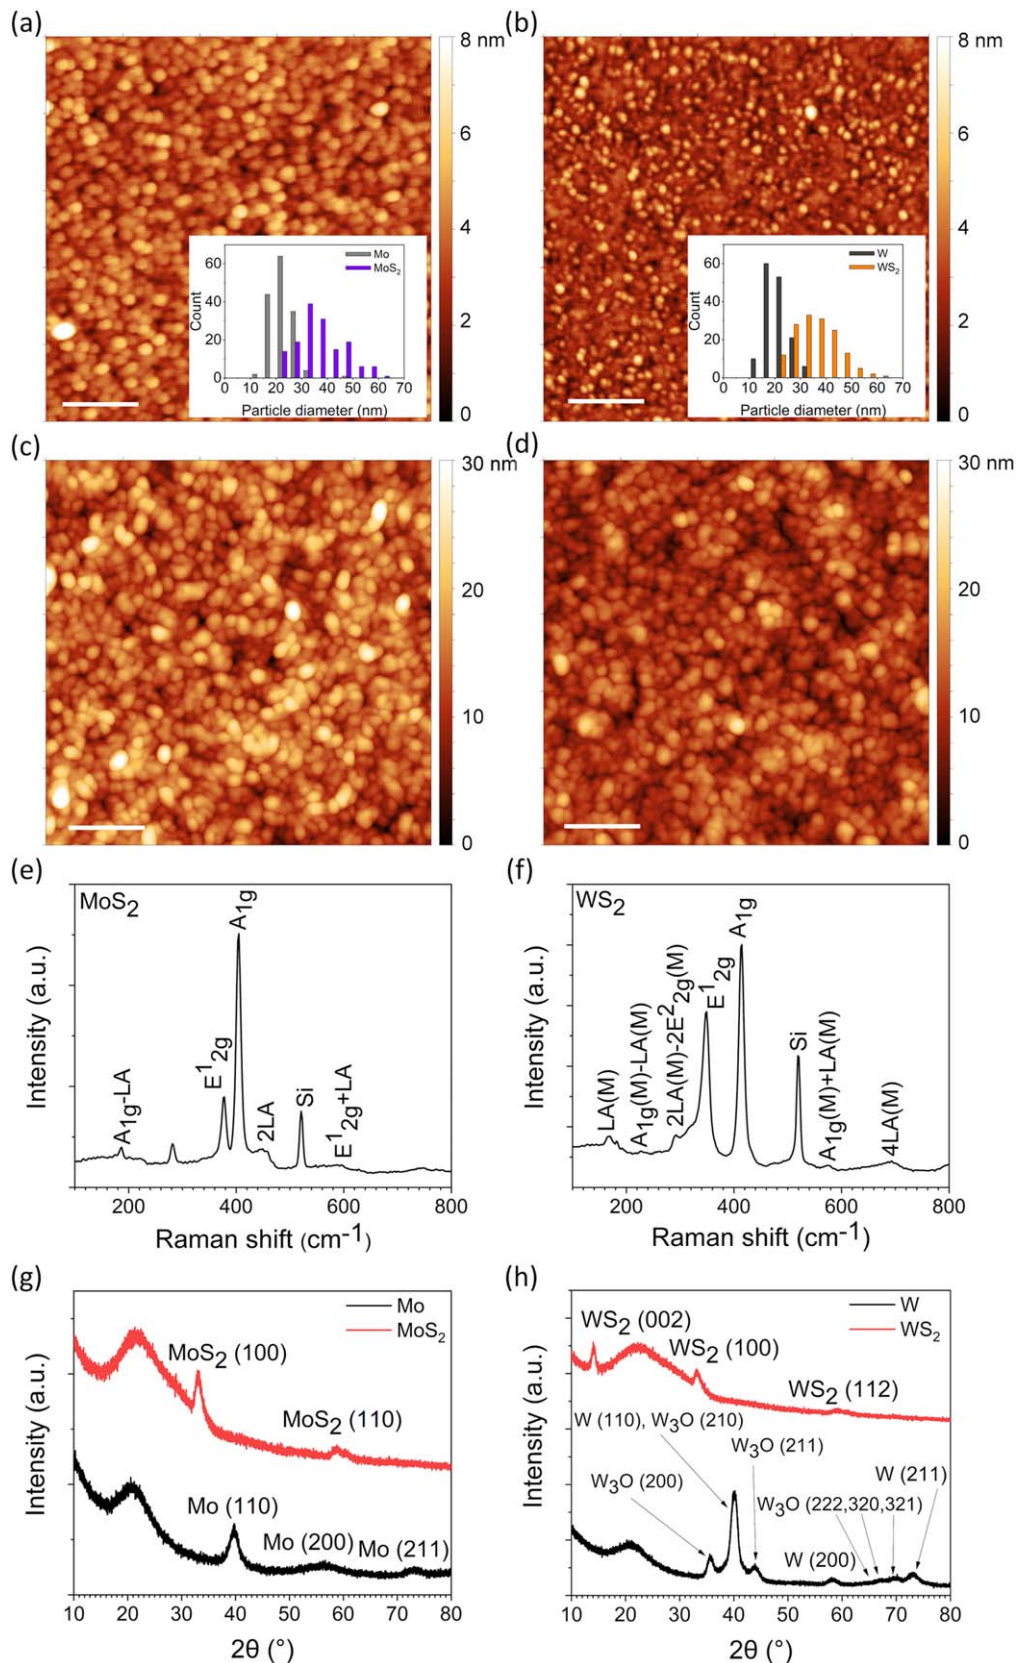 (a)
8 nm
6
4
2
0
Mo
MoS2
60
40
20
0
Count
0 10 20 30 40 50 60 70
Particle diameter (nm)
(b)
8 nm
6
4
2
0
W
WS2
60
40
20
0
Count
0 10 20 30 40 50 60 70
Particle diameter (nm)
(c)
30 nm
20
10
0
(d)
30 nm
20
10
0
(e)
MoS2
Intensity (a.u.)
A1g-LA
E12g
A1g
2LA
Si
E12g+LA
200 400 600 800
Raman shift (cm-1)
(f)
WS2
Intensity (a.u.)
LA(M)
A1g(M)-LA(M)
2LA(M)-2E22g(M)
E12g
A1g
Si
A1g(M)+LA(M)
4LA(M)
200 400 600 800
Raman shift (cm-1)
(g)
Mo
MoS2
Intensity (a.u.)
MoS2 (100)
MoS2 (110)
Mo (110)
Mo (200)
Mo (211)
10 20 30 40 50 60 70 80
2θ (°)
(h)
W
WS2
Intensity (a.u.)
WS2 (002)
WS2 (100)
WS2 (112)
W (110), W3O (210)
W3O (211)
W3O (200)
W (211)
W3O (222,320,321)
W (200)
10 20 30 40 50 60 70 80
2θ (°)